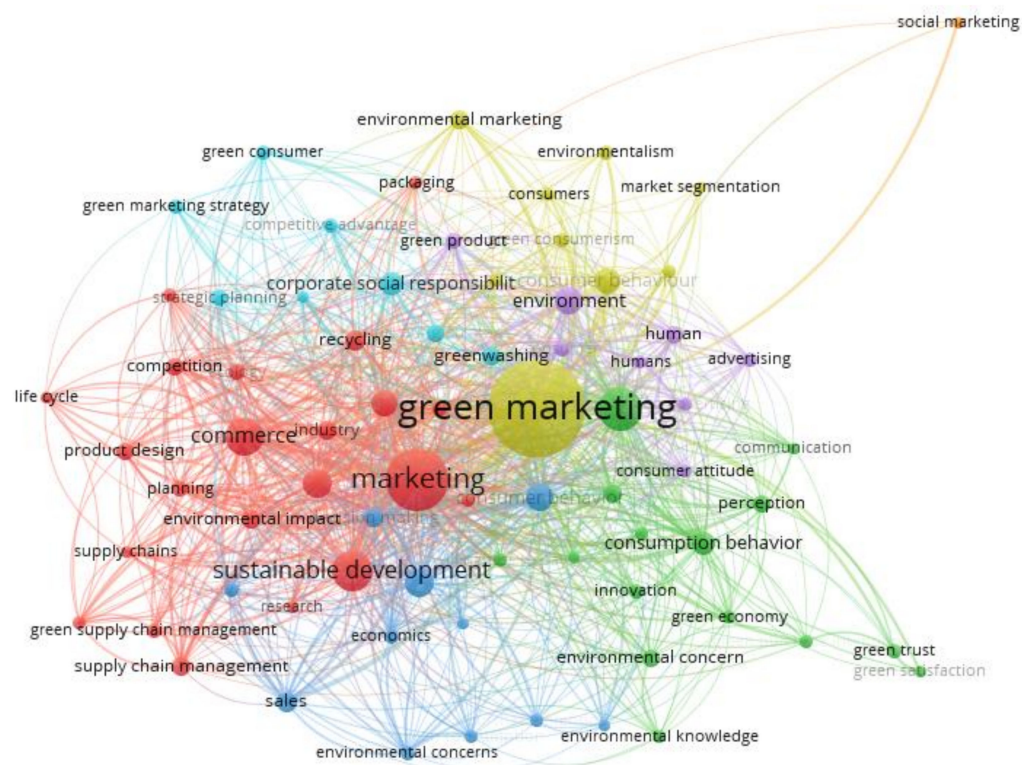 social marketing
environmental marketing
green consumer
environmentalism
packaging
consumers
market segmentation
green marketing strategy
competitive advantage
green product
green consumerism
corporate social responsibilit
consumer behaviour
strategic planning
environment
recycling
human
greenwashing
humans
advertising
competition
life cycle
green marketing
commerce
industry
product design
communication
marketing
consumer attitude
planning
consumer behavior
perception
environmental impact
consumption behavior
supply chains
sustainable development
innovation
research
green economy
green supply chain management
economics
green trust
environmental concern
supply chain management
green satisfaction
sales
environmental knowledge
environmental concerns